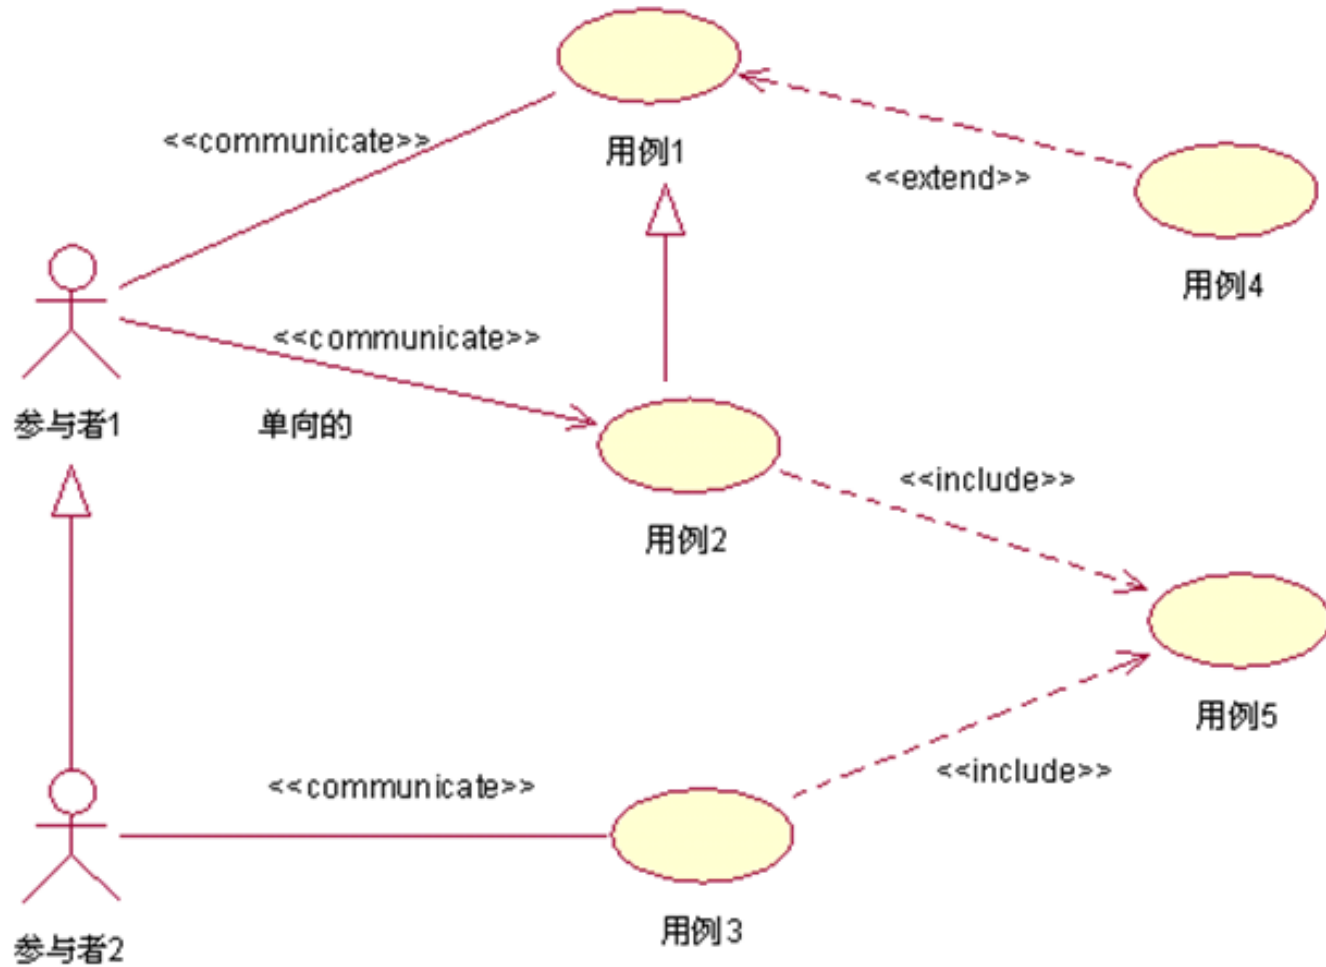 <<communicate>>
用例1
<<extend>>
用例4
<<communicate>>
参与者1
单向的
<<include>>
用例2
用例5
<<include>>
<<communicate>>
用例3
参与者2